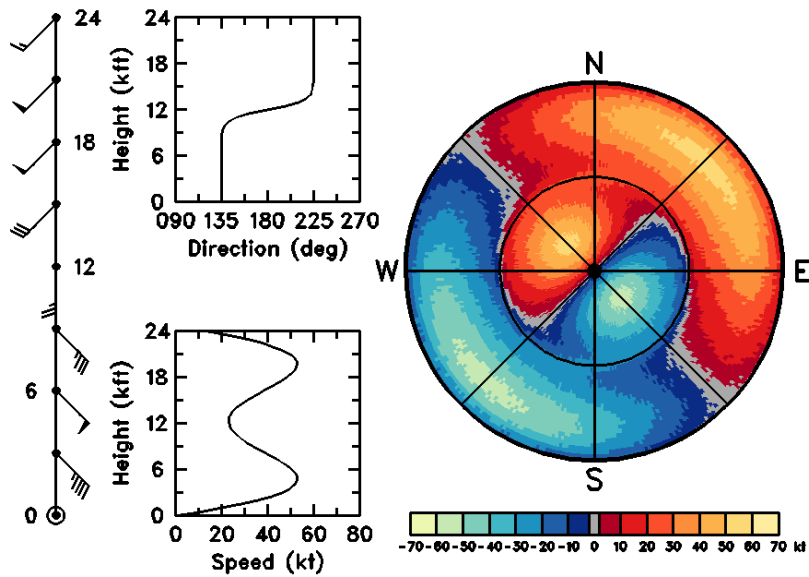 24
18
12
6
0
24
18
12
6
0
Height (kft)
090 135 180 225 270
Direction (deg)
24
18
12
6
0
Height (kft)
0 20 40 60 80
Speed (kt)
N
W E
S
-70 -60 -50 -40 -30 -20 -10 0 10 20 30 40 50 60 70 kt